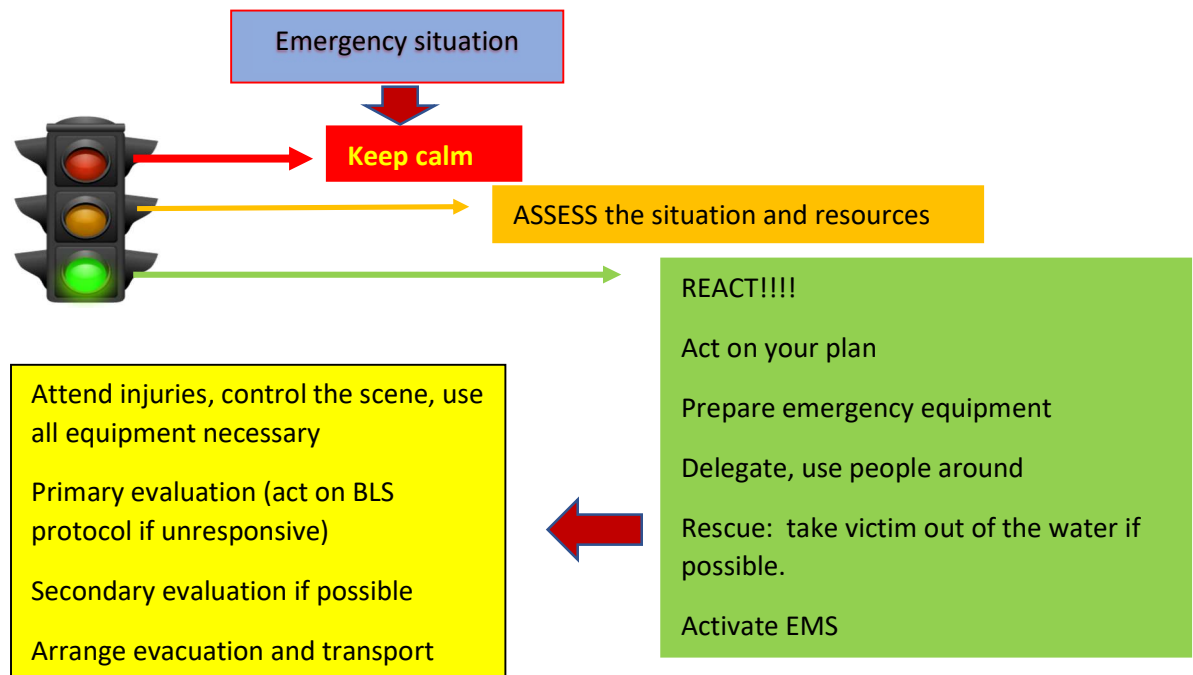 Emergency situation
Keep calm
ASSESS the situation and resources
REACT!!!!
Act on your plan
Prepare emergency equipment
Delegate, use people around
Rescue:  take victim out of the water if
possible.
Activate EMS
Attend injuries, control the scene, use
all equipment necessary
Primary evaluation (act on BLS
protocol if unresponsive)
Secondary evaluation if possible
Arrange evacuation and transport